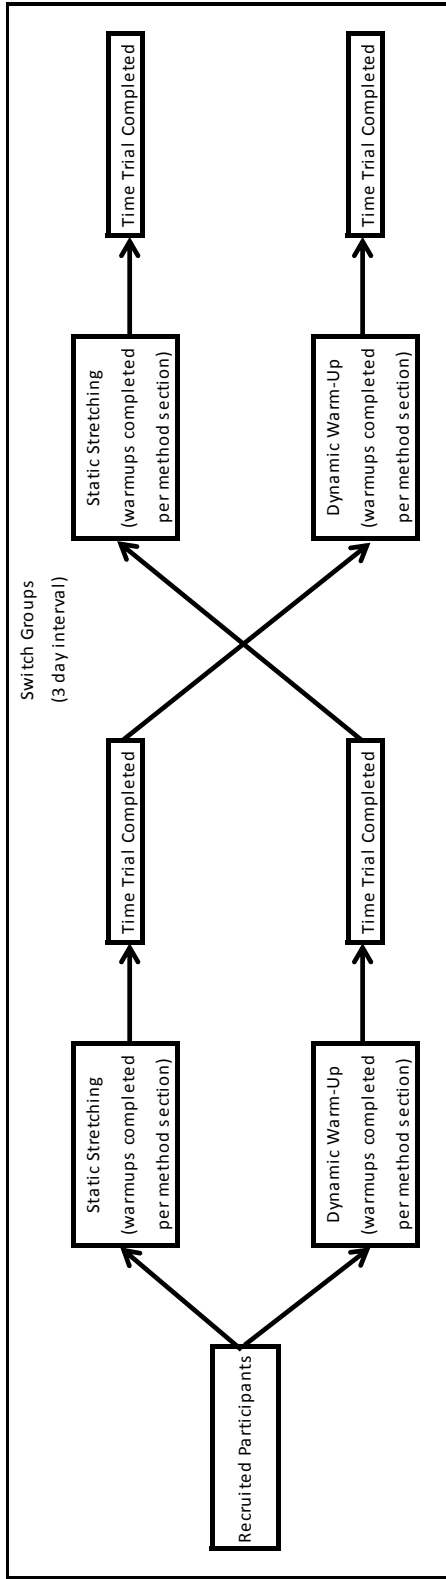 Recruited Participants
Static Stretching
(warmups completed
per method section)
Dynamic Warm-Up
(warmups completed
per method section)
Time Trial Completed
Time Trial Completed
Switch Groups
(3 day interval)
Static Stretching
(warmups completed
per method section)
Dynamic Warm-Up
(warmups completed
per method section)
Time Trial Completed
Time Trial Completed